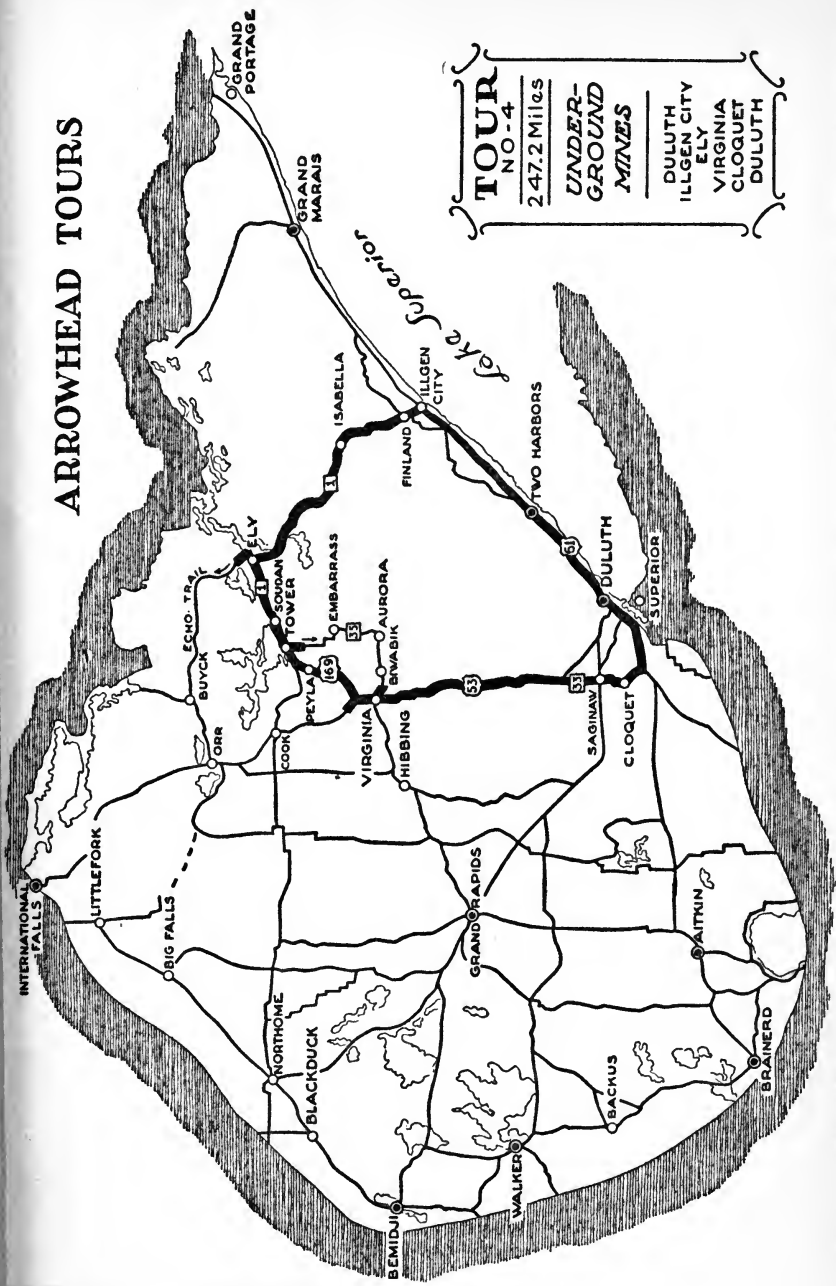 ARROWHEAD TOURS
INTERNATIONAL
FALLS
LITTLEFORK
BIG FALLS
NORTHOME
BLACKDUCK
BEMIDJI
WALKER
BACKUS
BRAINERD
AITKIN
GRAND RAPIDS
HIBBING
VIRGINIA
COOK
ORR
BUYCK
ECHO TRAIL
ELY
1
SOUDAN
TOWER
PEYLA
169
EMBARRASS
35
AURORA
BIWABIK
53
33
SAGINAW
CLOQUET
SUPERIOR
DULUTH
61
TWO HARBORS
ILLGEN
CITY
FINLAND
ISABELLA
1
Lake Superior
GRAND
MARAIS
GRAND
PORTAGE
TOUR
NO-4
247.2 Miles
UNDER-
GROUND
MINES
DULUTH
ILLGEN CITY
ELY
VIRGINIA
CLOQUET
DULUTH